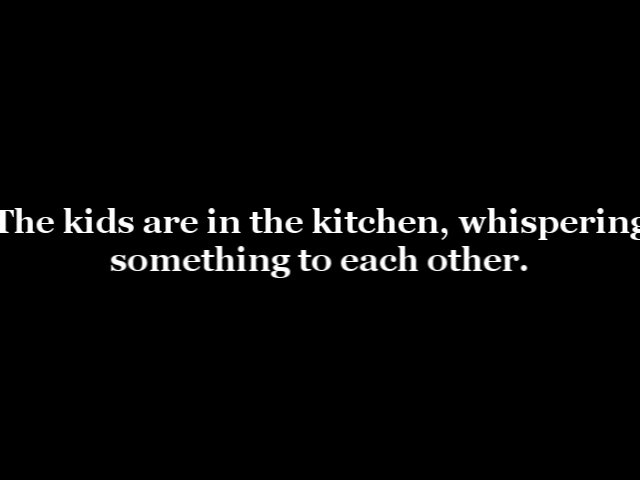 The kids are in the kitchen, whispering
something to each other.